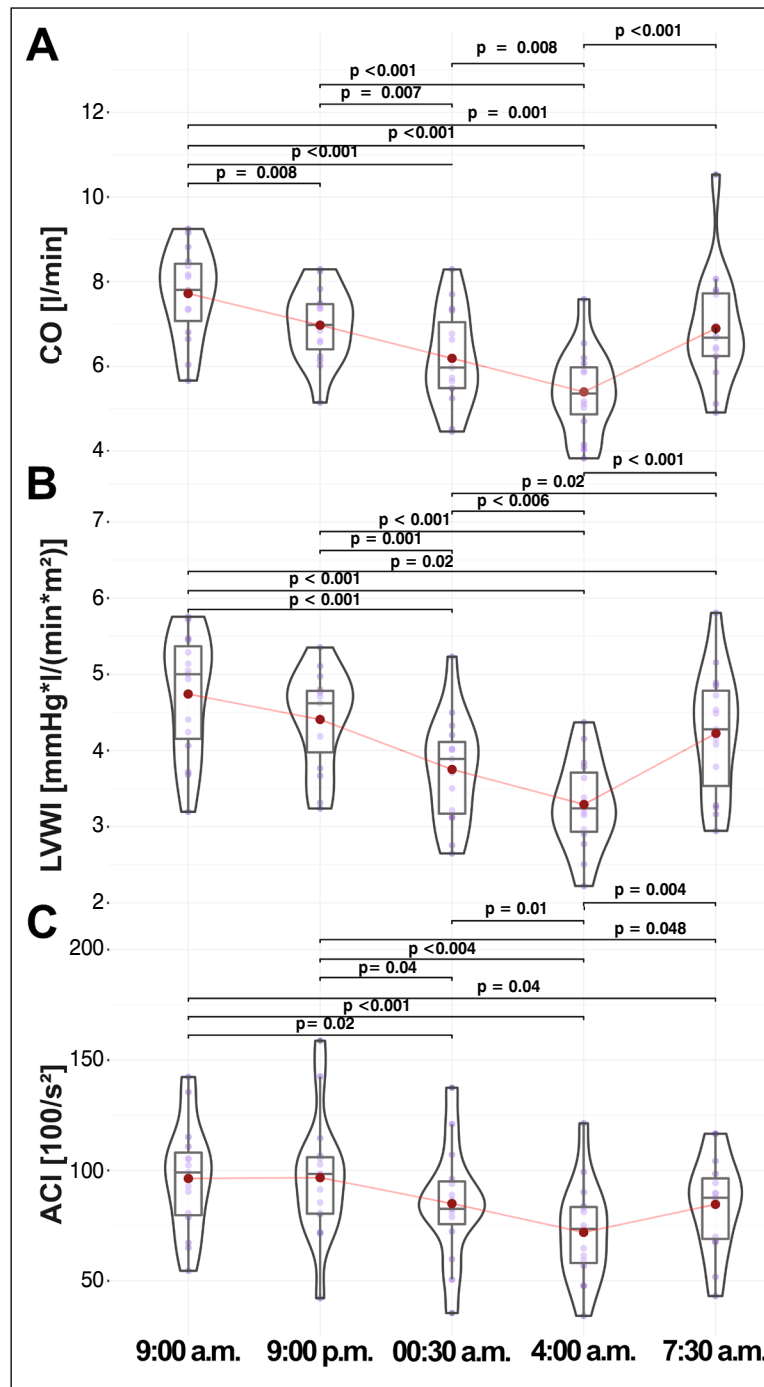 A
p <0.001
p = 0.008
p <0.001
p = 0.007
12
p = 0.001
p <0.001
p <0.001
p = 0.008
10
8
6
4
CO [l/min]
B
p < 0.001
p = 0.02
p < 0.006
7
p < 0.001
p = 0.001
p = 0.02
p < 0.001
6
p < 0.001
5
4
3
2
LVWI [mmHg*l/(min*m²)]
C
p = 0.004
p = 0.01
p = 0.048
200
p <0.004
p= 0.04
p = 0.04
p <0.001
p= 0.02
150
100
50
ACI [100/s²]
9:00 a.m. 9:00 p.m. 00:30 a.m. 4:00 a.m. 7:30 a.m.